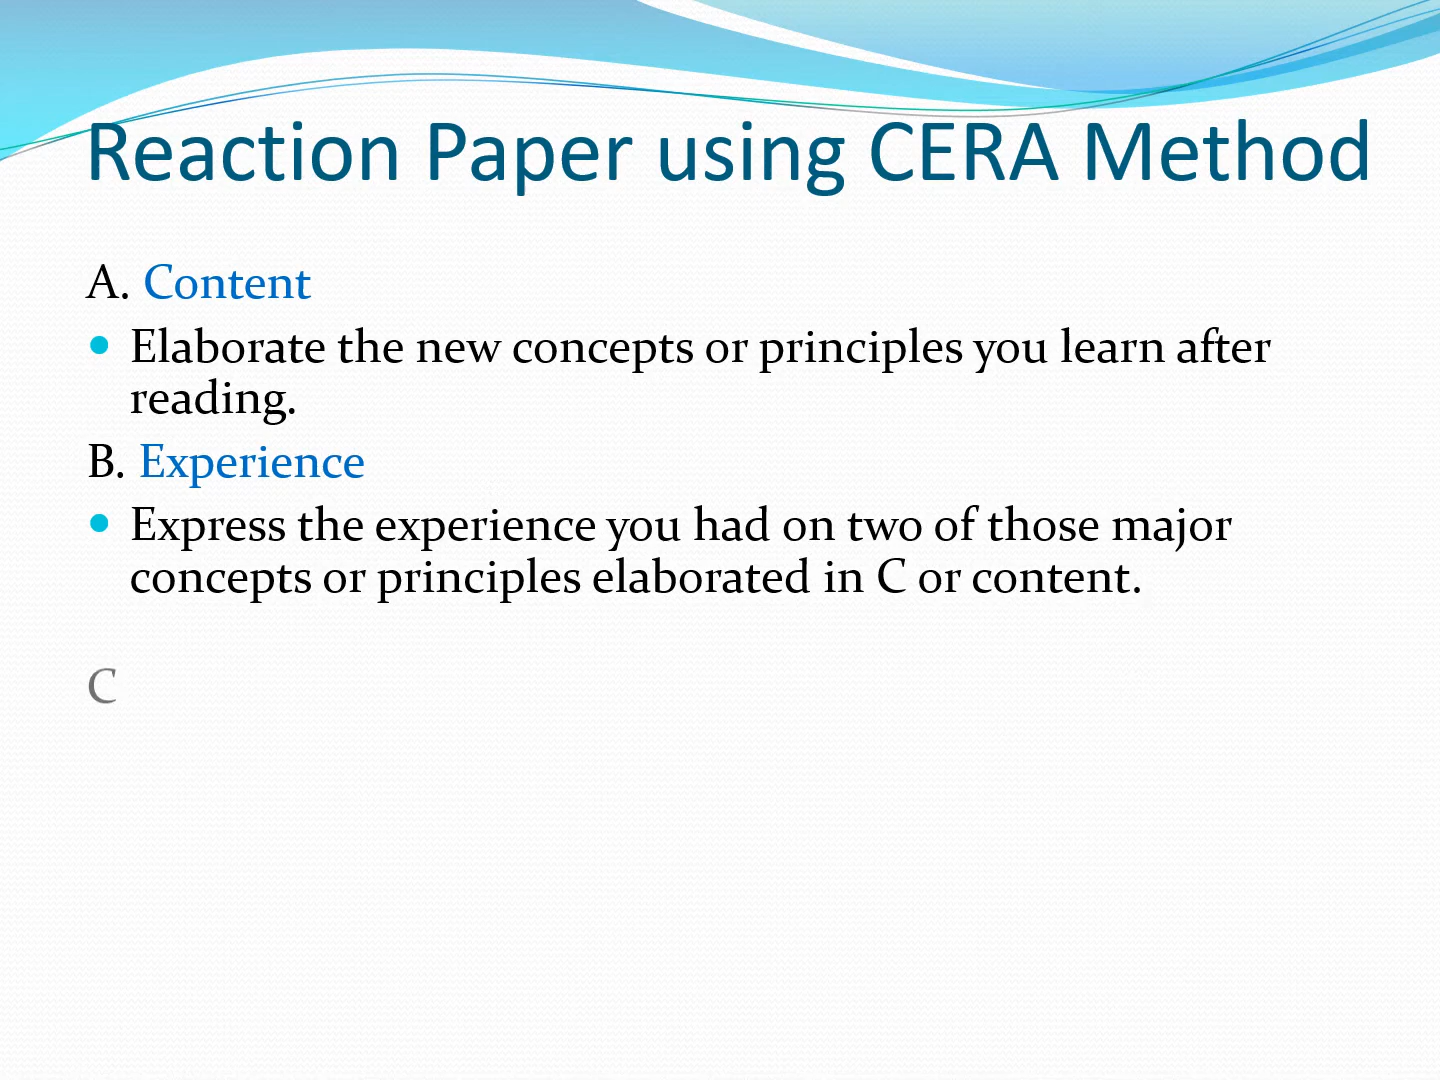 Reaction Paper using CERA Method
A. Content
• Elaborate the new concepts or principles you learn after
reading.
B. Experience
• Express the experience you had on two of those major
concepts or principles elaborated in C or content.
C